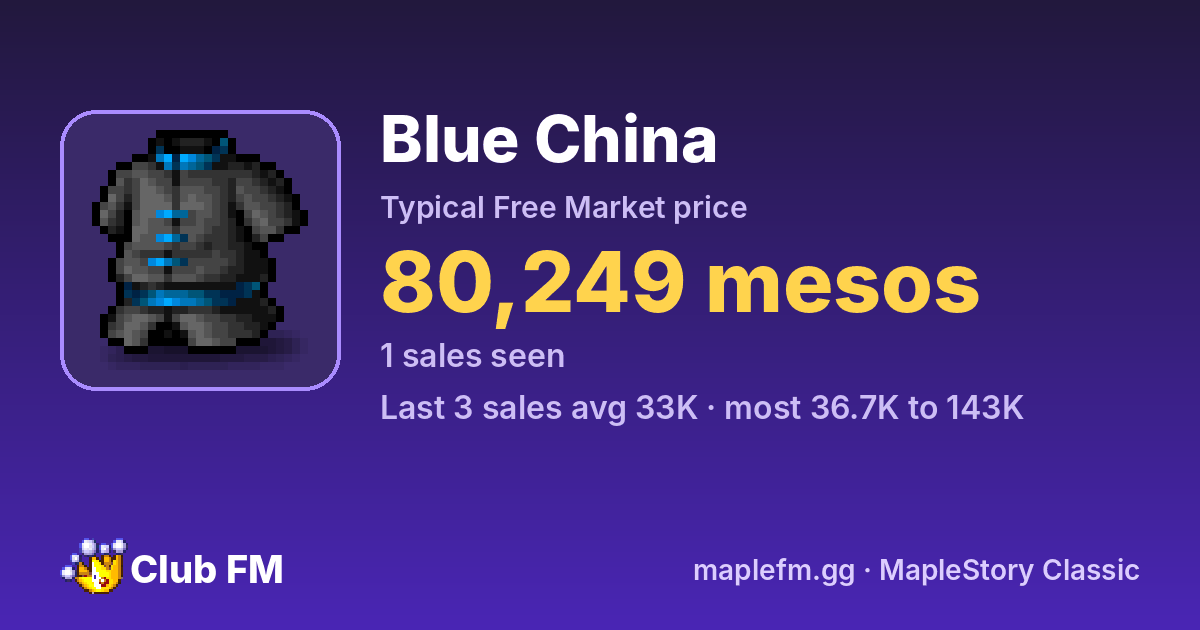 Blue China
Typical Free Market price
80,249 mesos
1 sales seen
Last 3 sales avg 33K · most 36.7K to 143K
Club FM
maplefm.gg · MapleStory Classic